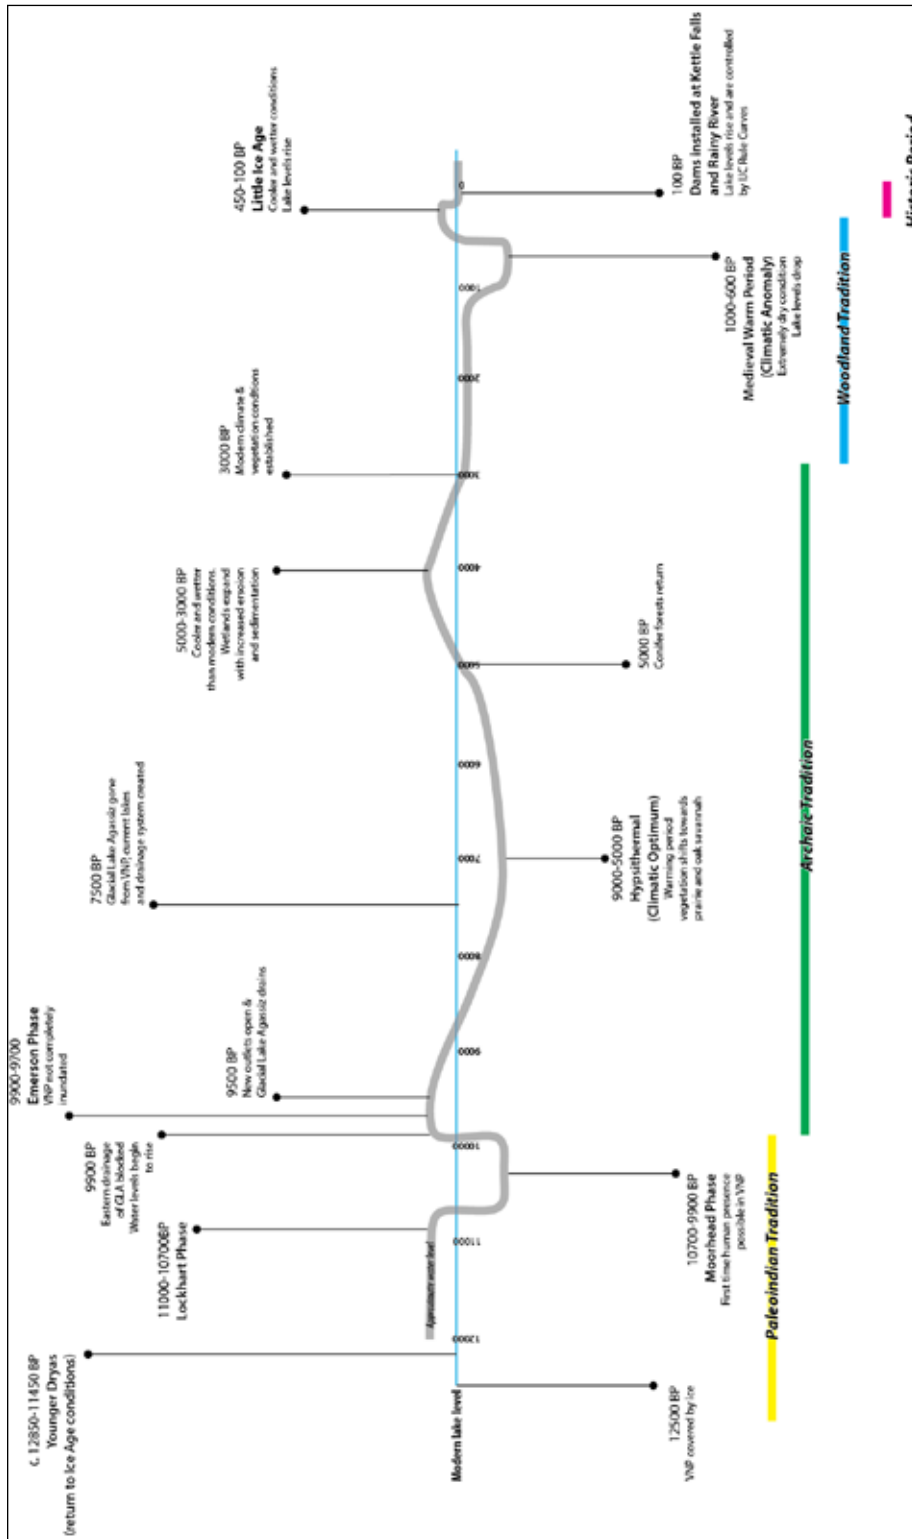 c. 12850-11450 BP
Younger Dryas
(return to Ice Age conditions)
11000-10700BP
Lockhart Phase
9900 BP
Eastern drainage
of GLA blocked
Water levels begin
to rise
9900-9700
Emerson Phase
VNP not completely
inundated
9500 BP
New outlets open &
Glacial Lake Agassiz drains
7500 BP
Glacial Lake Agassiz gone
from VNP, current lakes
and drainage system created
5000-3000 BP
Cooler and wetter
than modern conditions.
Wetlands expand
with increased erosion
and sedimentation
3000 BP
Modern climate &
vegetation conditions
established
450-100 BP
Little Ice Age
Cooler and wetter conditions
Lake levels rise
Modern lake level
Approximate water level
12000
11000
10000
9000
8000
7000
6000
5000
4000
3000
2000
1000
0
12500 BP
VNP covered by ice
10700-9900 BP
Moorhead Phase
First time human presence
possible in VNP
9000-5000 BP
Hypsithermal
(Climatic Optimum)
Warming period
vegetation shifts towards
prairie and oak savannah
5000 BP
Conifer forests return
1000-600 BP
Medieval Warm Period
(Climatic Anomaly)
Extremely dry condition
Lake levels drop
100 BP
Dams installed at Kettle Falls
and Rainy River
Lake levels rise and are controlled
by IJC Rule Curves
Paleoindian Tradition
Archaic Tradition
Woodland Tradition
Historic Period